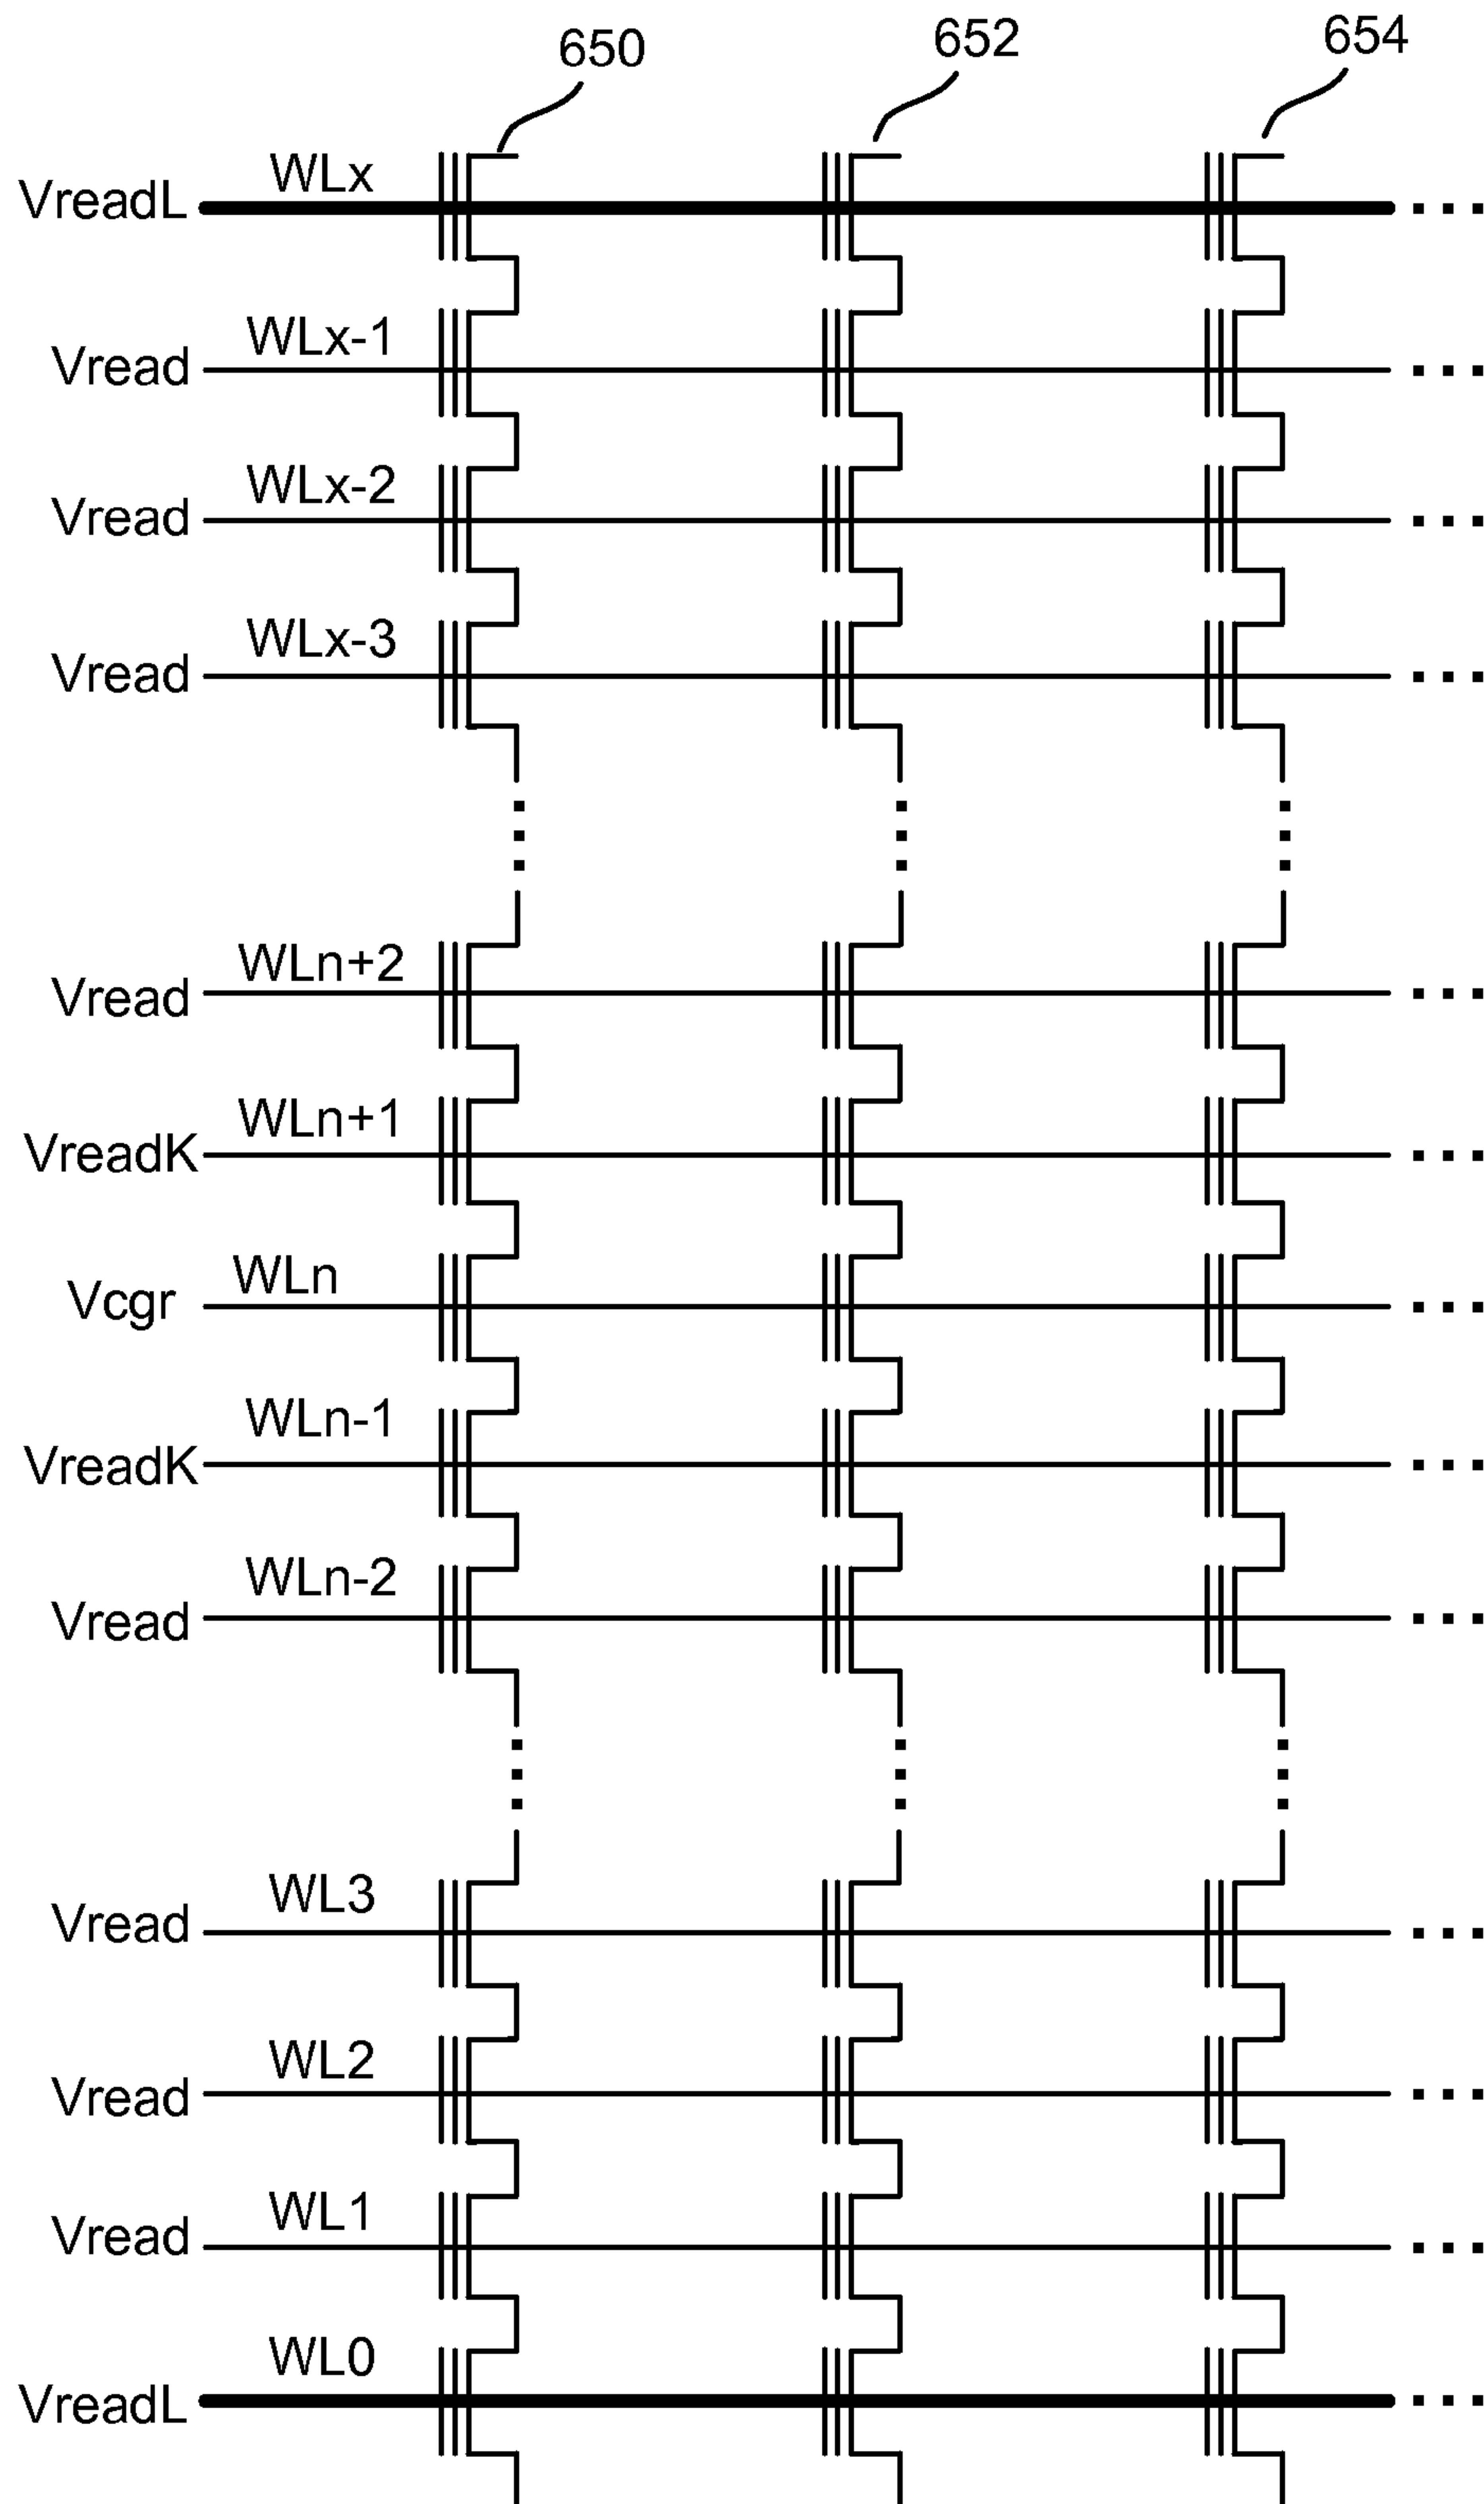 650 652 654
VreadL WLx
Vread WLx-1
Vread WLx-2
Vread WLx-3
Vread WLn+2
VreadK WLn+1
Vcgr WLn
VreadK WLn-1
Vread WLn-2
Vread WL3
Vread WL2
Vread WL1
VreadL WL0